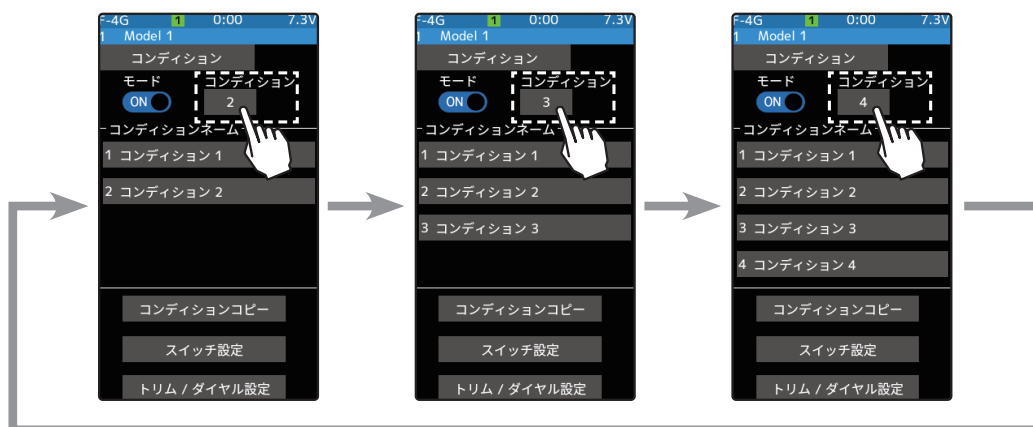 F-4G 1 0:00 7.3V
1 Model 1
コンディション
モード コンディション
ON 2
コンディションネーム
1 コンディション 1
2 コンディション 2
コンディションコピー
スイッチ設定
トリム / ダイヤル設定
F-4G 1 0:00 7.3V
1 Model 1
コンディション
モード コンディション
ON 3
コンディションネーム
1 コンディション 1
2 コンディション 2
3 コンディション 3
コンディションコピー
スイッチ設定
トリム / ダイヤル設定
F-4G 1 0:00 7.3V
1 Model 1
コンディション
モード コンディション
ON 4
コンディションネーム
1 コンディション 1
2 コンディション 2
3 コンディション 3
4 コンディション 4
コンディションコピー
スイッチ設定
トリム / ダイヤル設定